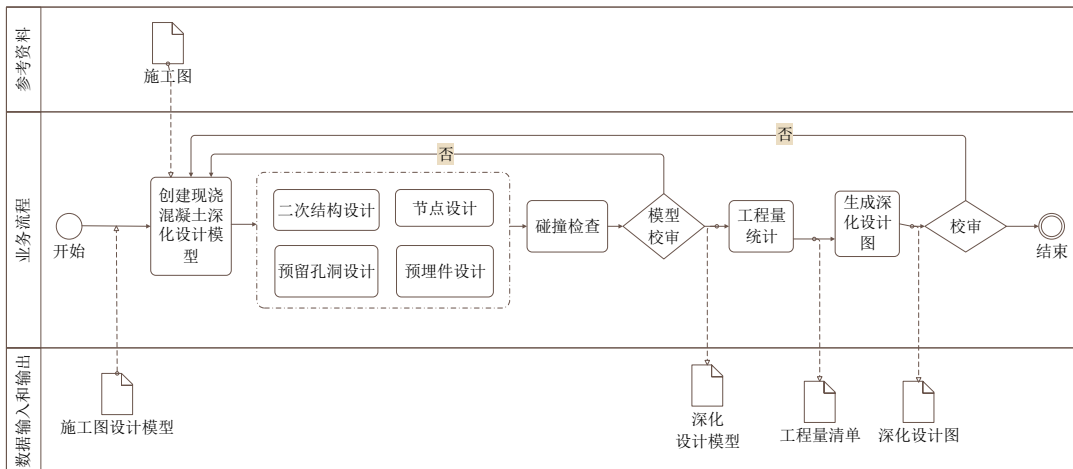 参考资料
施工图
业务流程
否
否
开始
创建现浇
混凝土深
化设计模
型
二次结构设计
节点设计
预留孔洞设计
预埋件设计
碰撞检查
模型
校审
工程量
统计
生成深
化设计
图
校审
结束
数据输入和输出
施工图设计模型
深化
设计模型
工程量清单
深化设计图